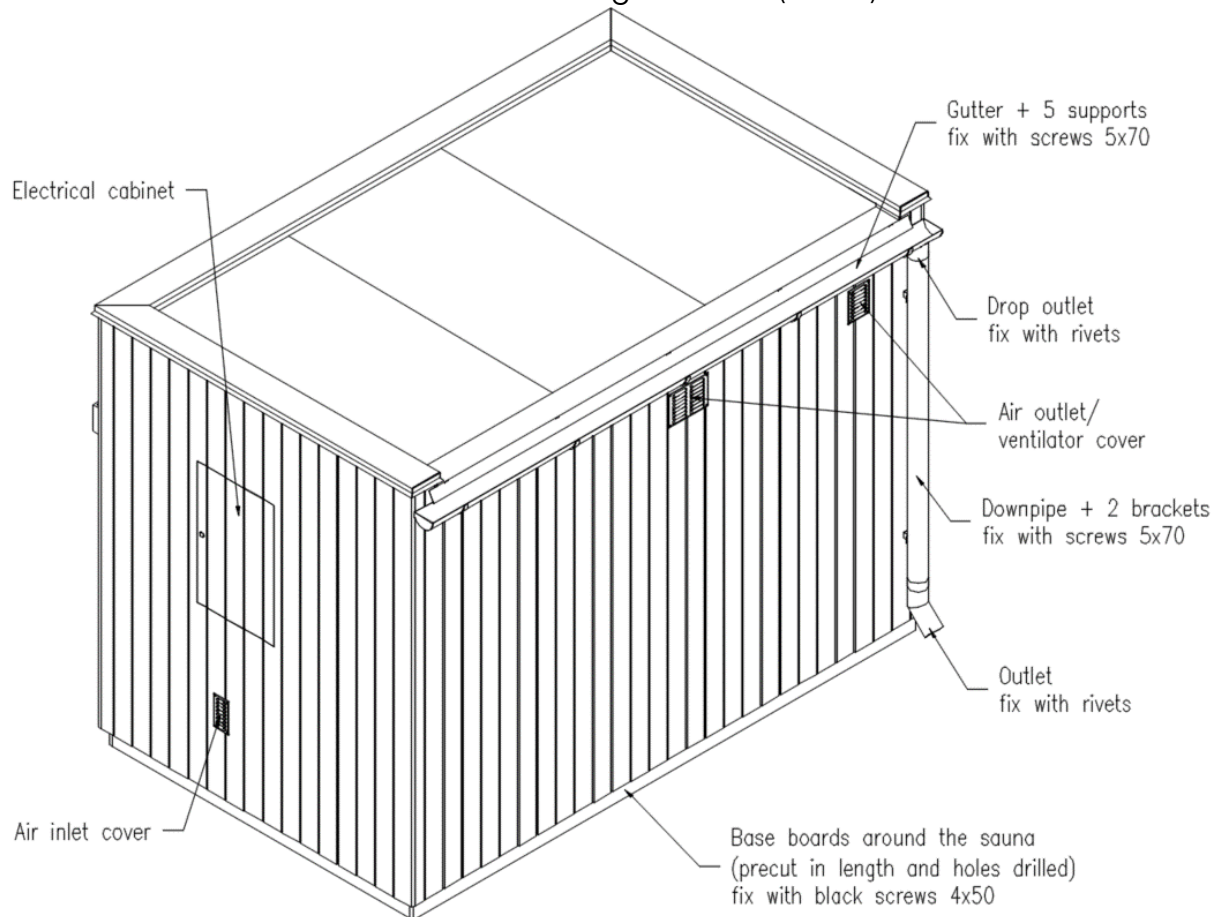 Gutter + 5 supports
fix with screws 5x70
Electrical cabinet
Drop outlet
fix with rivets
Air outlet/
ventilator cover
Downpipe + 2 brackets
fix with screws 5x70
Outlet
fix with rivets
Air inlet cover
Base boards around the sauna
(precut in length and holes drilled)
fix with black screws 4x50